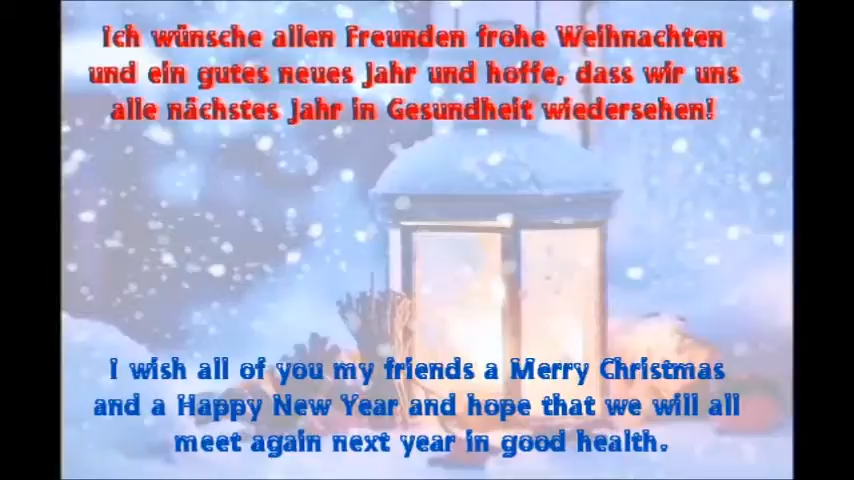 Ich wünsche allen Freunden frohe Weihnachten
und ein gutes neues Jahr und hoffe, dass wir uns
alle nächstes Jahr in Gesundheit wiedersehen!
I wish all of you my friends a Merry Christmas
and a Happy New Year and hope that we will all
meet again next year in good health.